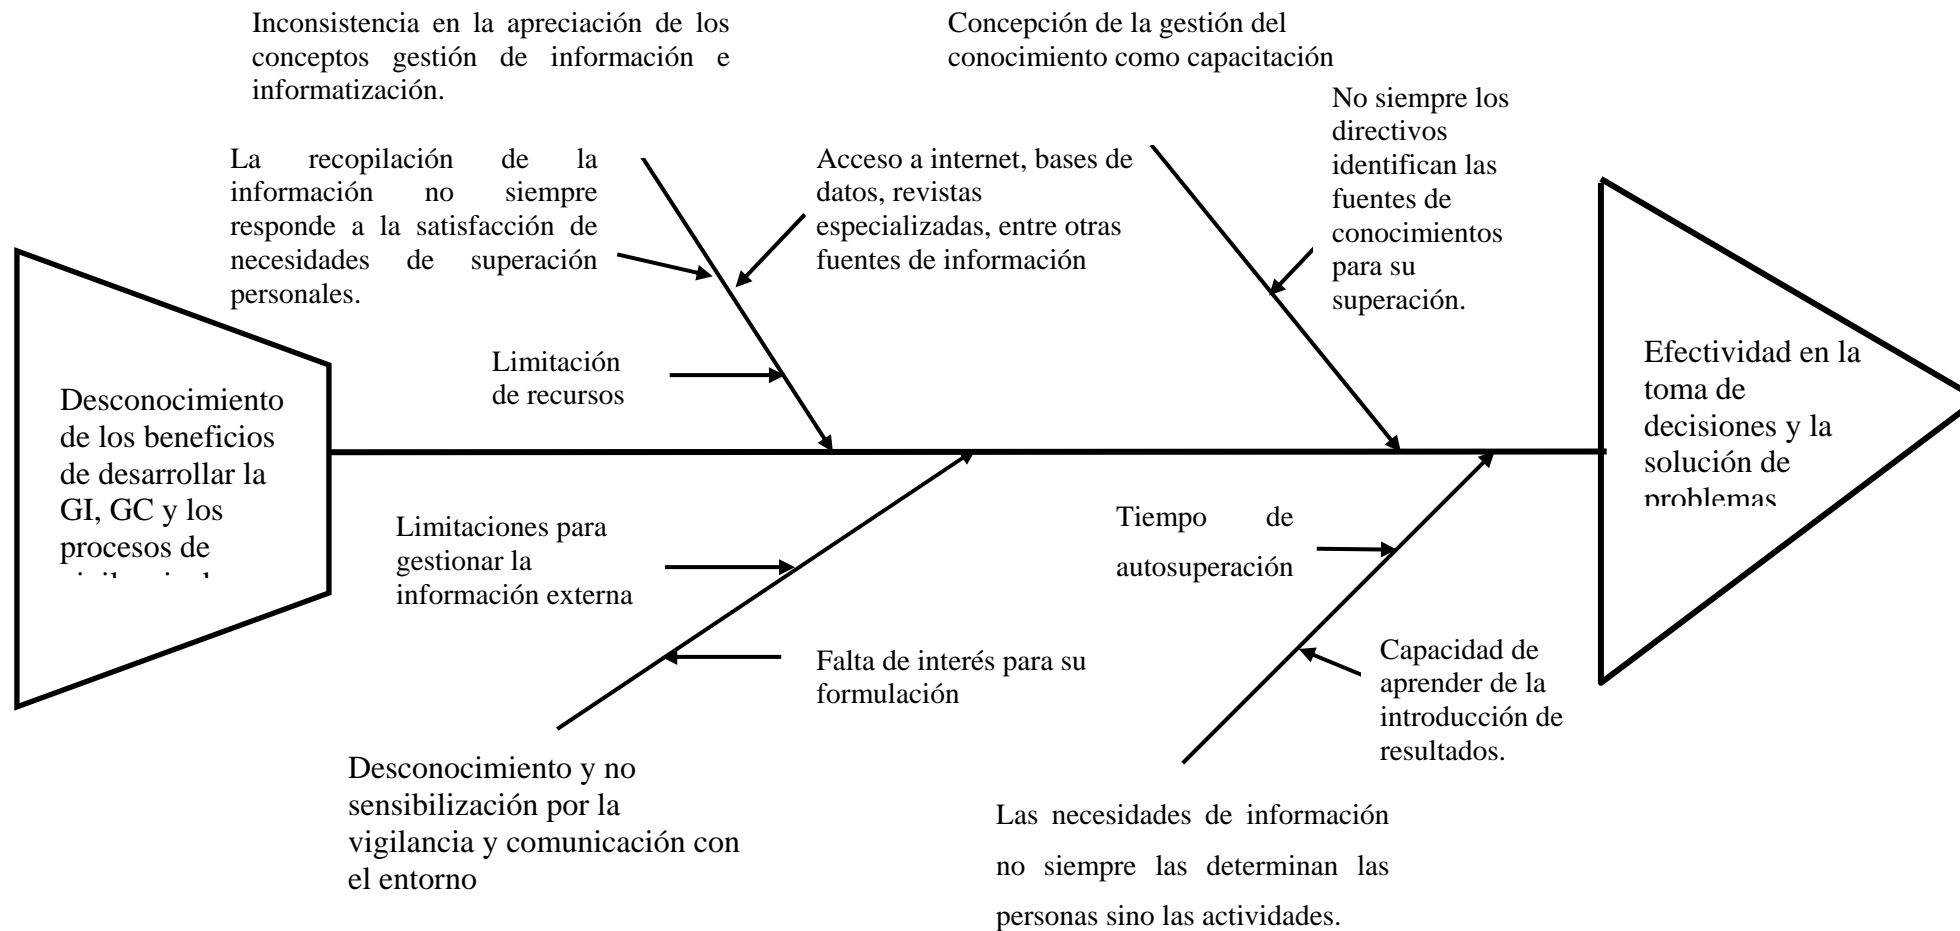 Inconsistencia en la apreciación de los
conceptos gestión de información e
informatización.
Concepción de la gestión del
conocimiento como capacitación
No siempre los
directivos
identifican las
fuentes de
conocimientos
para su
superación.
La recopilación de la
información no siempre
responde a la satisfacción de
necesidades de superación
personales.
Acceso a internet, bases de
datos, revistas
especializadas, entre otras
fuentes de información
Limitación
de recursos
Efectividad en la
toma de
decisiones y la
solución de
problemas
Desconocimiento
de los beneficios
de desarrollar la
GI, GC y los
procesos de
Limitaciones para
gestionar la
información externa
Tiempo de
autosuperación
Falta de interés para su
formulación
Capacidad de
aprender de la
introducción de
resultados.
Desconocimiento y no
sensibilización por la
vigilancia y comunicación con
el entorno
Las necesidades de información
no siempre las determinan las
personas sino las actividades.